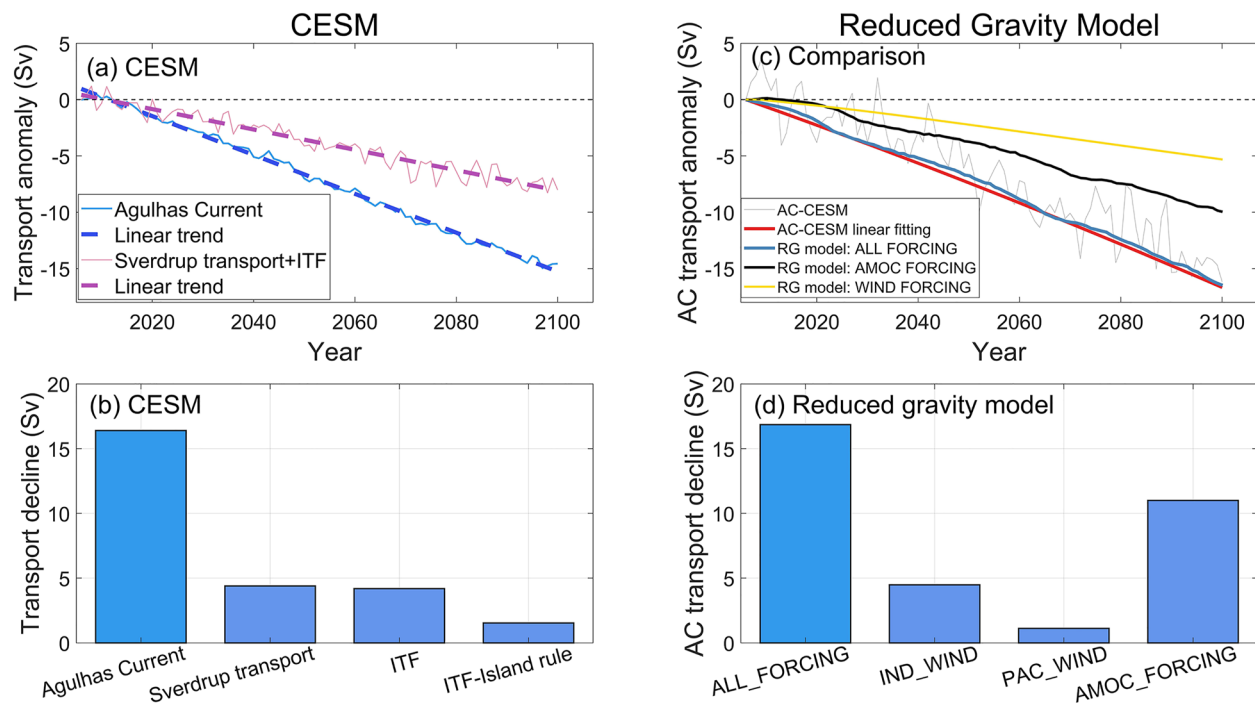 CESM
Transport anomaly (Sv)
5
0
-5
-10
-15
(a) CESM
Agulhas Current
Linear trend
Sverdrup transport+ITF
Linear trend
2020
2040
2060
2080
2100
Year
Reduced Gravity Model
AC transport anomaly (Sv)
5
0
-5
-10
-15
(c) Comparison
AC-CESM
AC-CESM linear fitting
RG model: ALL FORCING
RG model: AMOC FORCING
RG model: WIND FORCING
2020
2040
2060
2080
2100
Year
Transport decline (Sv)
20
15
10
5
0
(b) CESM
Agulhas Current
Sverdrup transport
ITF
ITF-Island rule
AC transport decline (Sv)
20
15
10
5
0
(d) Reduced gravity model
ALL_FORCING
IND_WIND
PAC_WIND
AMOC_FORCING